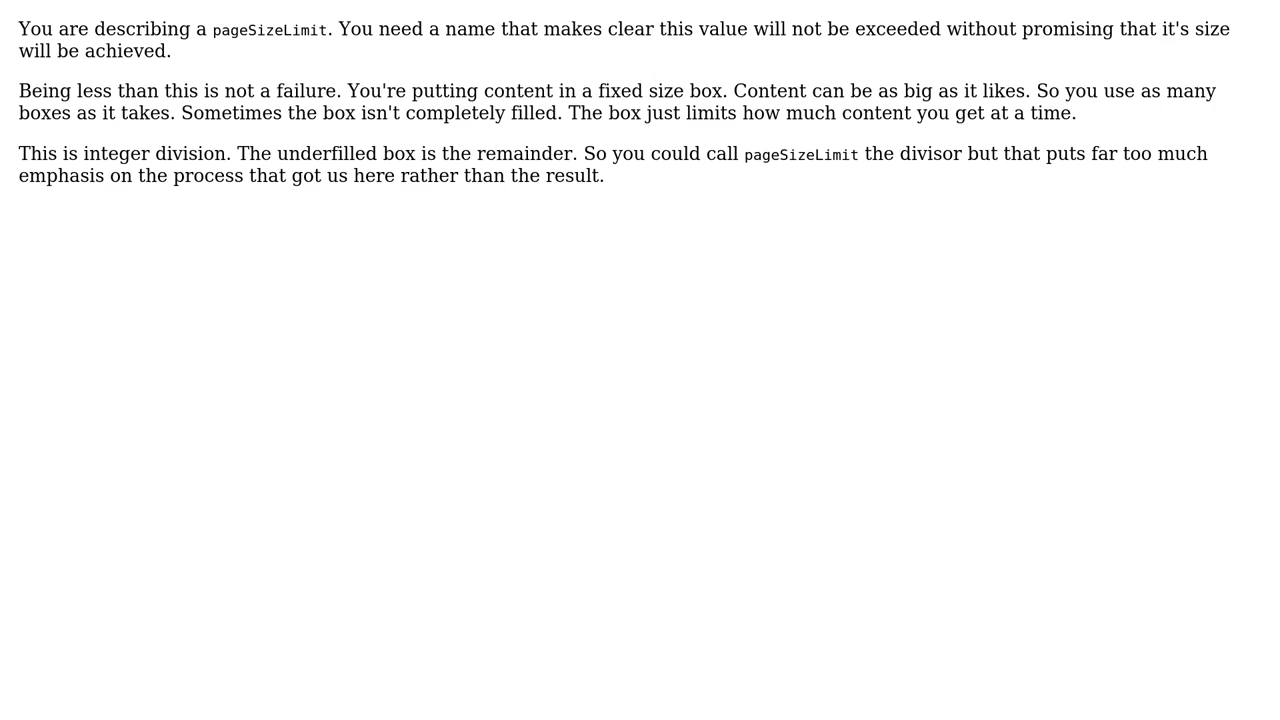 You are describing a pageSizeLimit. You need a name that makes clear this value will not be exceeded without promising that it's size
will be achieved.
Being less than this is not a failure. You're putting content in a fixed size box. Content can be as big as it likes. So you use as many
boxes as it takes. Sometimes the box isn't completely filled. The box just limits how much content you get at a time.
This is integer division. The underfilled box is the remainder. So you could call pageSizeLimit the divisor but that puts far too much
emphasis on the process that got us here rather than the result.